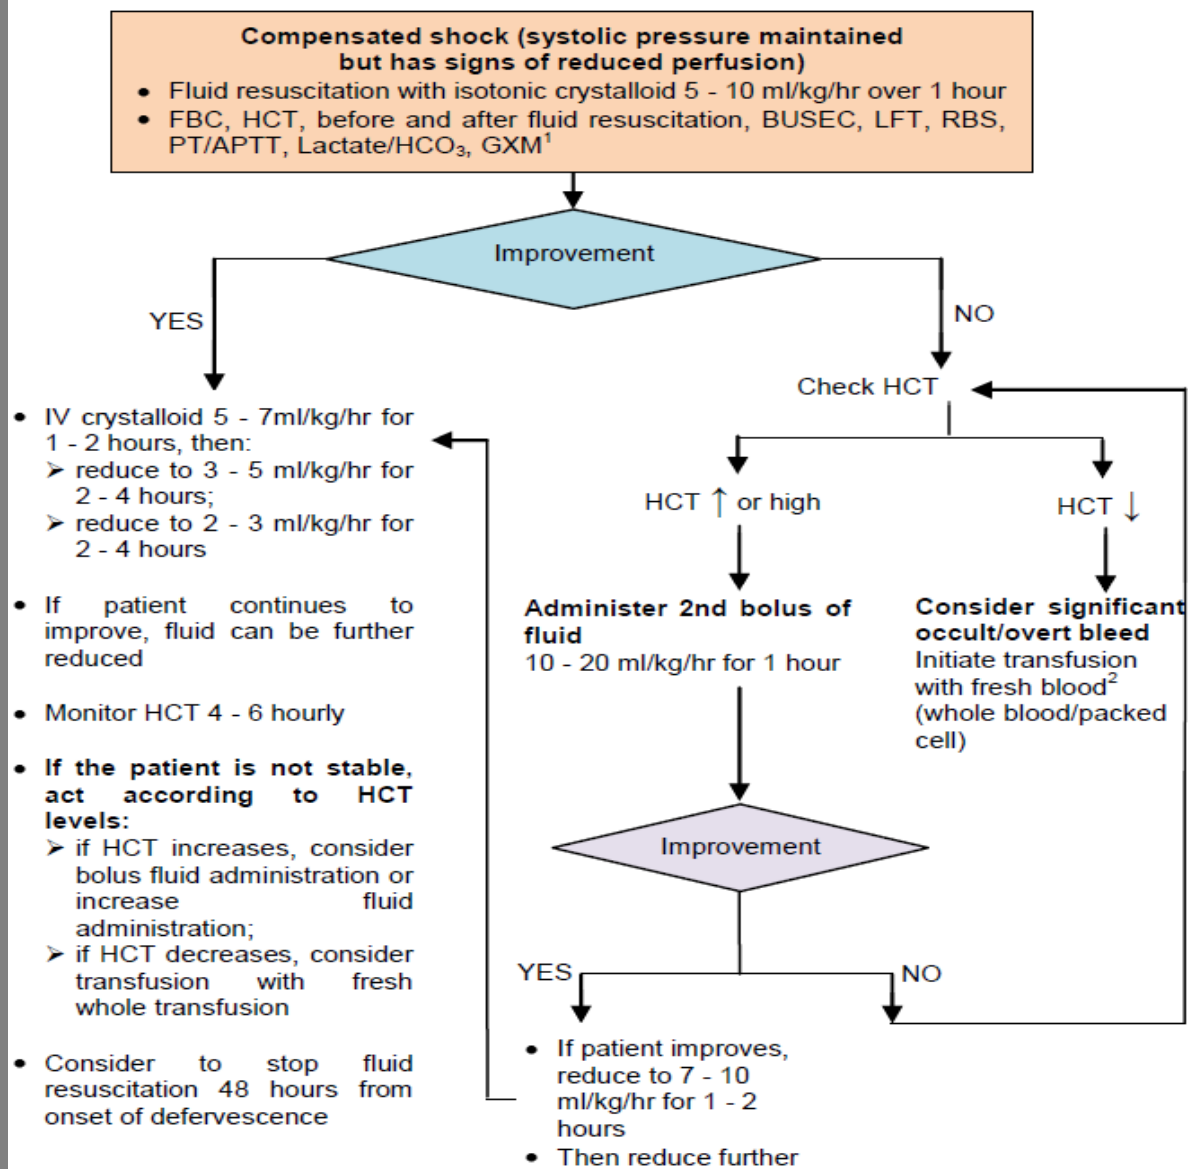 Compensated shock (systolic pressure maintained
but has signs of reduced perfusion)
• Fluid resuscitation with isotonic crystalloid 5 - 10 ml/kg/hr over 1 hour
• FBC, HCT, before and after fluid resuscitation, BUSEC, LFT, RBS,
PT/APTT, Lactate/HCO₃, GXM¹
Improvement
YES
NO
• IV crystalloid 5 - 7ml/kg/hr for
1 - 2 hours, then:
➢ reduce to 3 - 5 ml/kg/hr for
2 - 4 hours;
➢ reduce to 2 - 3 ml/kg/hr for
2 - 4 hours
• If patient continues to
improve, fluid can be further
reduced
• Monitor HCT 4 - 6 hourly
• If the patient is not stable,
act according to HCT
levels:
➢ if HCT increases, consider
bolus fluid administration or
increase fluid
administration;
➢ if HCT decreases, consider
transfusion with fresh
whole transfusion
• Consider to stop fluid
resuscitation 48 hours from
onset of defervescence
Check HCT
HCT ↑ or high
HCT ↓
Administer 2nd bolus of
fluid
10 - 20 ml/kg/hr for 1 hour
Consider significant
occult/overt bleed
Initiate transfusion
with fresh blood²
(whole blood/packed
cell)
Improvement
YES
NO
• If patient improves,
reduce to 7 - 10
ml/kg/hr for 1 - 2
hours
• Then reduce further